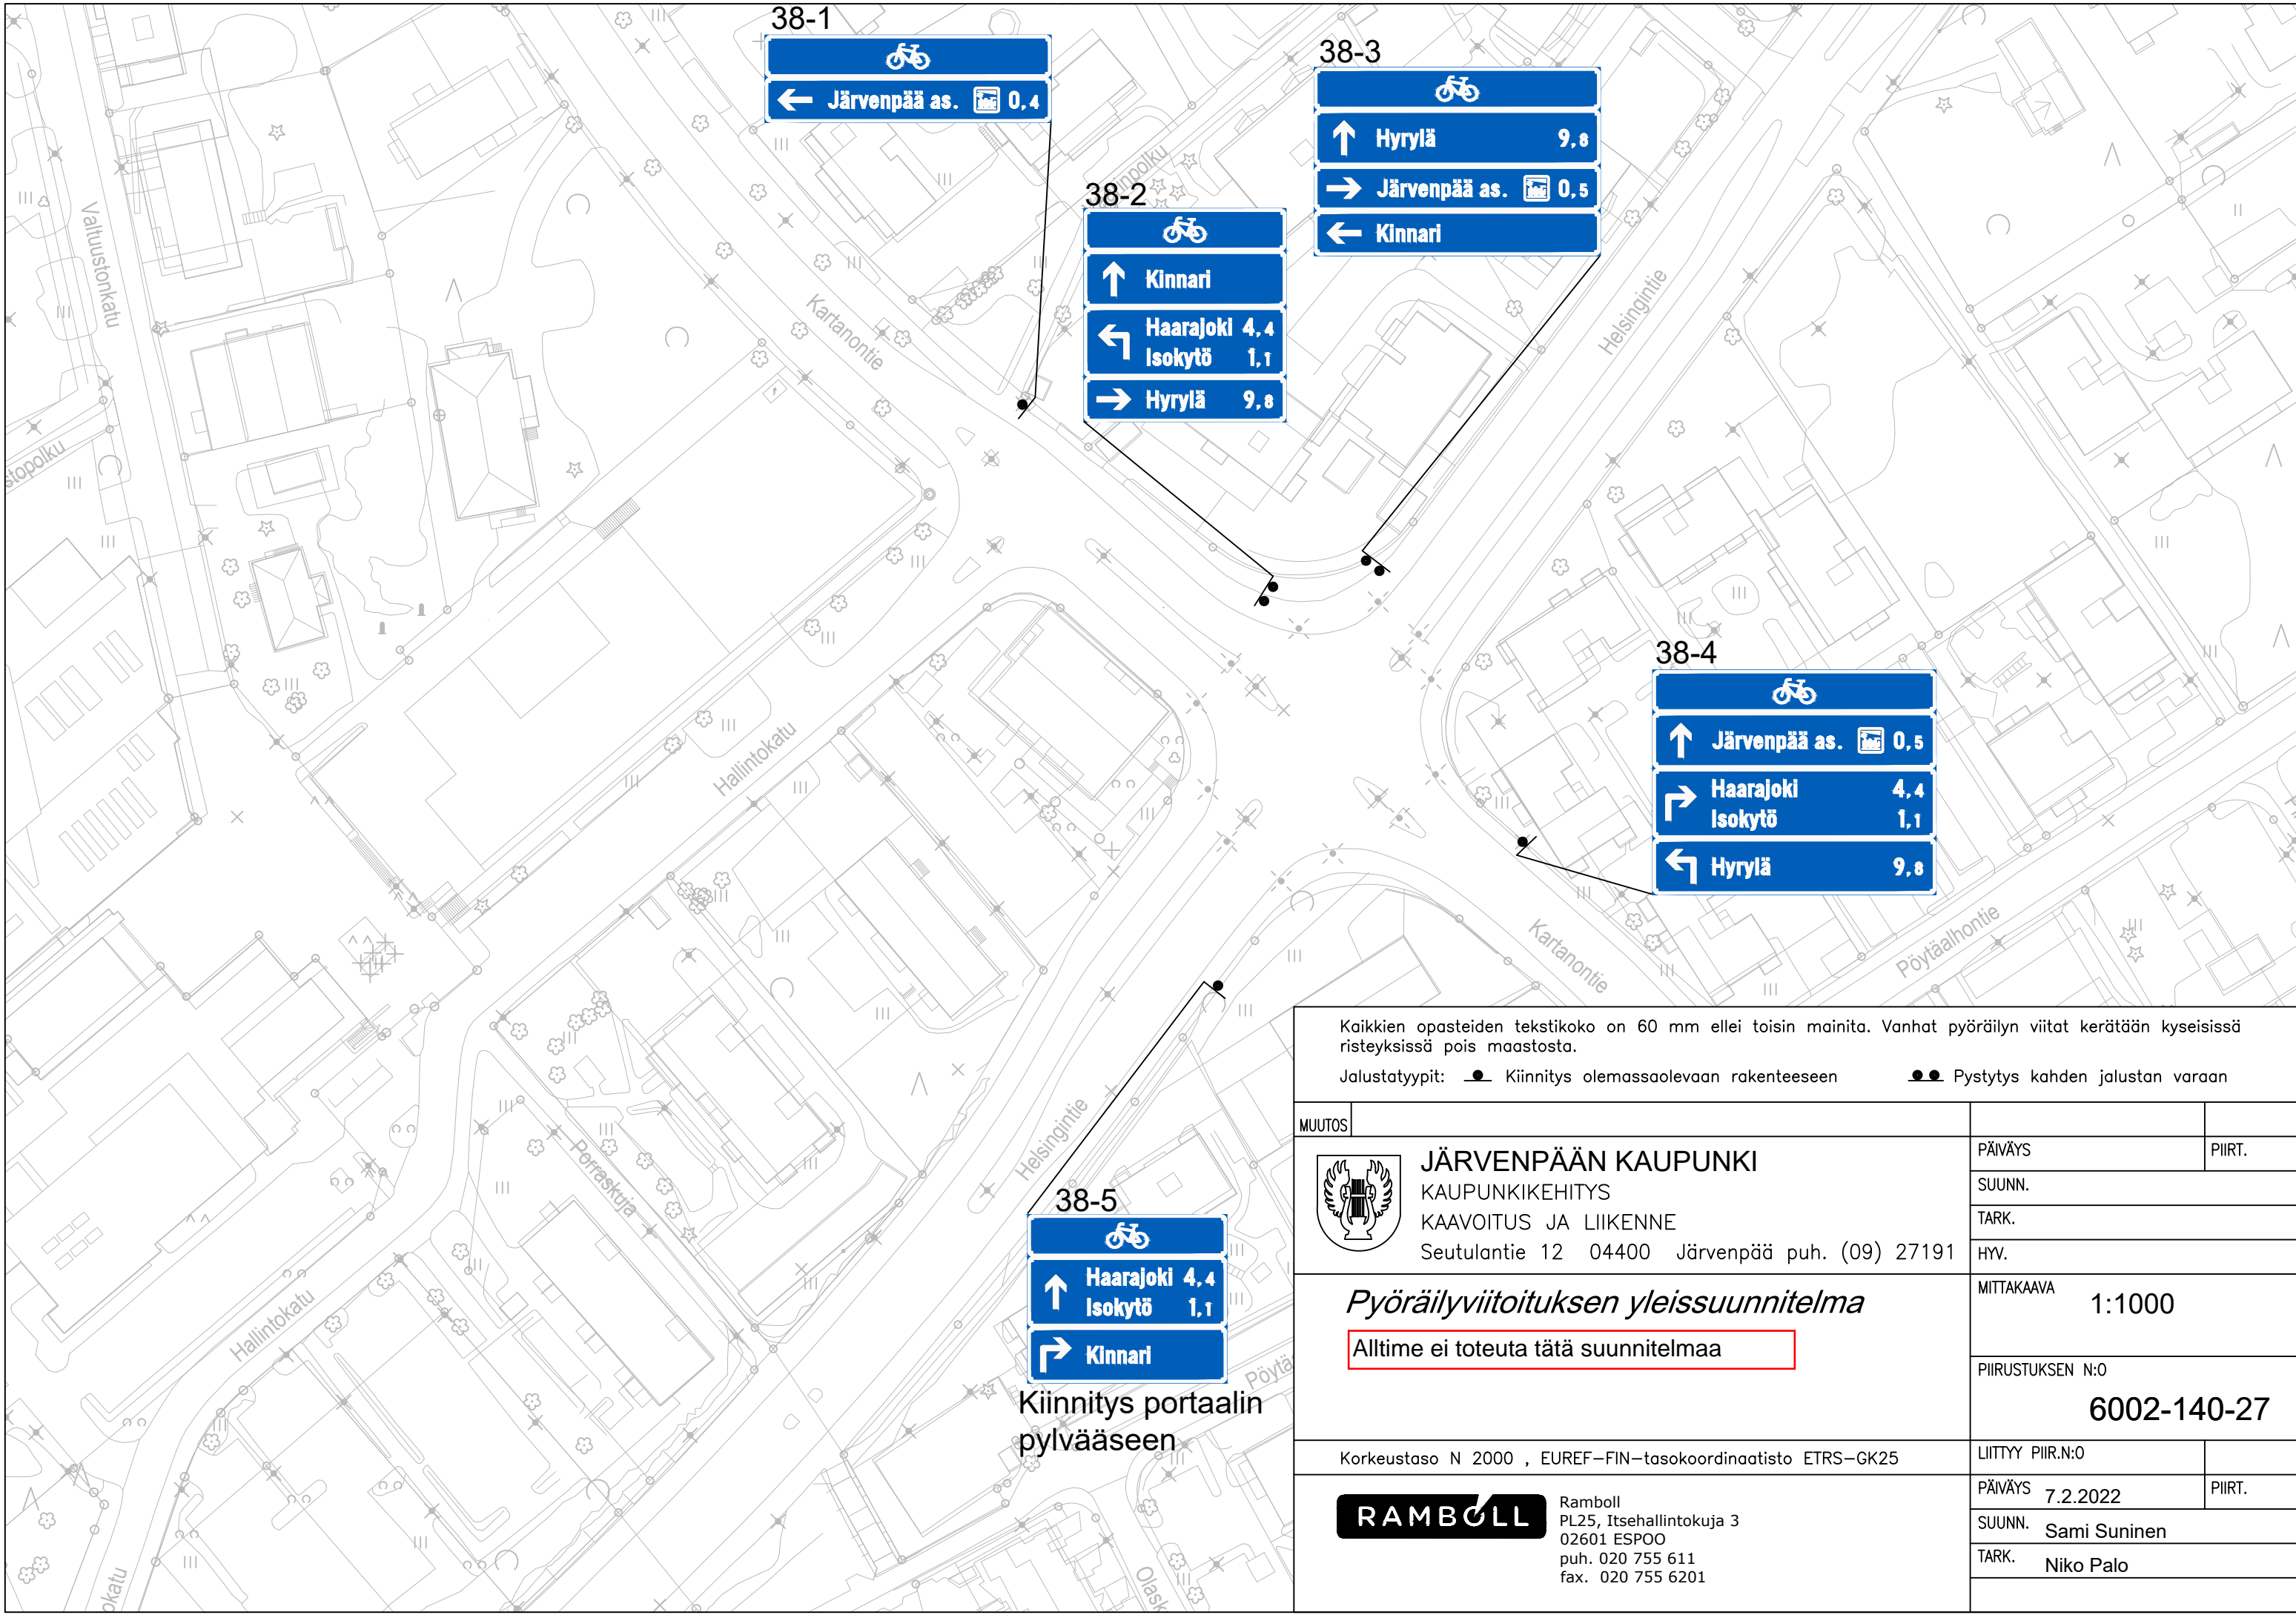 38-1
Järvenpää as. 0,4
38-3
Hyrylä 9,8
Järvenpää as. 0,5
Kinnari
38-2
Kinnari
Haarajoki 4,4
Isokytö 1,1
Hyrylä 9,8
Valtuustonkatu
Kartanontie
Helsingintie
stopolku
inpolku
38-4
Järvenpää as. 0,5
Haarajoki 4,4
Isokytö 1,1
Hyrylä 9,8
Hallintokatu
Kartanontie
Pöytäalhontie
Helsingintie
Porraskuja
Hallintokatu
38-5
Haarajoki 4,4
Isokytö 1,1
Kinnari
Kiinnitys portaalin
pylvääseen
Pöytä
Olask
okatu
Kaikkien opasteiden tekstikoko on 60 mm ellei toisin mainita. Vanhat pyöräilyn viitat kerätään kyseisissä
risteyksissä pois maastosta.
Jalustatyypit: Kiinnitys olemassaolevaan rakenteeseen Pystytys kahden jalustan varaan
MUUTOS
JÄRVENPÄÄN KAUPUNKI
KAUPUNKIKEHITYS
KAAVOITUS JA LIIKENNE
Seutulantie 12 04400 Järvenpää puh. (09) 27191
PÄIVÄYS PIIRT.
SUUNN.
TARK.
HYV.
Pyöräilyviitoituksen yleissuunnitelma
Alltime ei toteuta tätä suunnitelmaa
MITTAKAAVA
1:1000
PIIRUSTUKSEN N:O
6002-140-27
Korkeustaso N 2000 , EUREF-FIN-tasokoordinaatisto ETRS-GK25
LIITTYY PIIR.N:O
RAMBOLL
Ramboll
PL25, Itsehallintokuja 3
02601 ESPOO
puh. 020 755 611
fax. 020 755 6201
PÄIVÄYS 7.2.2022 PIIRT.
SUUNN. Sami Suninen
TARK. Niko Palo